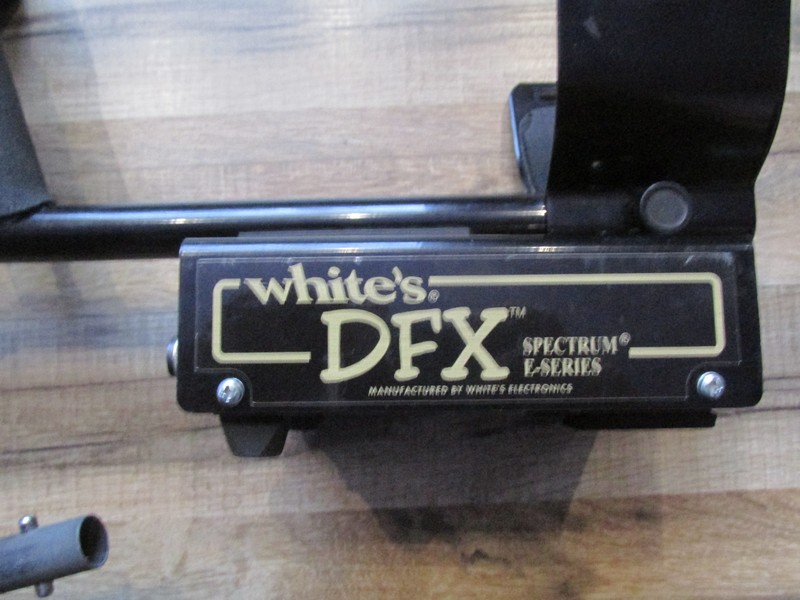 white's®
DFX™
SPECTRUM®
E-SERIES
MANUFACTURED BY WHITE'S ELECTRONICS